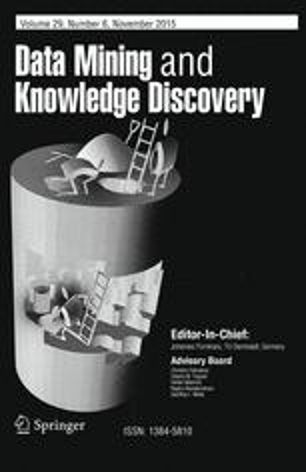 Volume 29, Number 6, November 2015
Data Mining and
Knowledge Discovery
Editor-In-Chief:
Johannes Fürnkranz, TU Darmstadt, Germany
Advisory Board
Springer
ISSN: 1384-5810